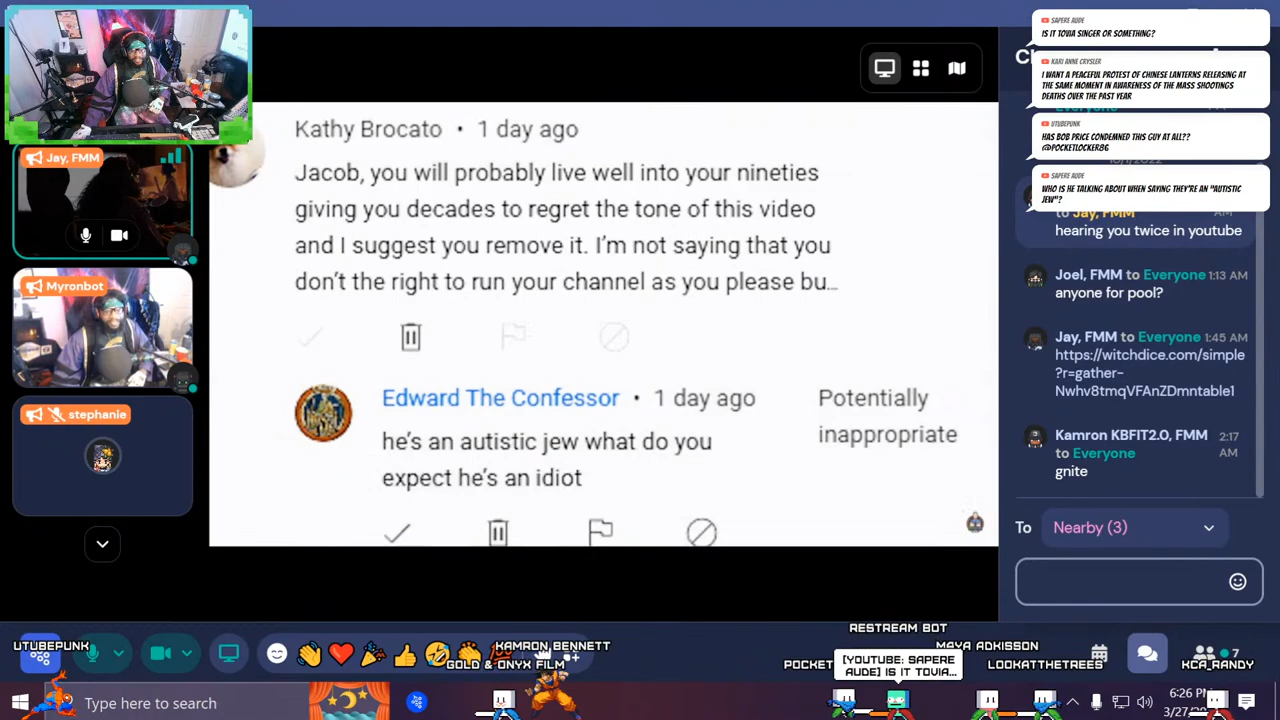 Jay, FMM
Myronbot
stephanie
Kathy Brocato • 1 day ago
Jacob, you will probably live well into your nineties
giving you decades to regret the tone of this video
and I suggest you remove it. I'm not saying that you
don't the right to run your channel as you please bu...
Edward The Confessor • 1 day ago
Potentially
inappropriate
he's an autistic jew what do you
expect he's an idiot
SAPERE AUDE
IS IT TOVIA SINGER OR SOMETHING?
KARI ANNE CRYSLER
I WANT A PEACEFUL PROTEST OF CHINESE LANTERNS RELEASING AT
THE SAME MOMENT IN AWARENESS OF THE MASS SHOOTINGS
DEATHS OVER THE PAST YEAR
Everyone
UTUBEPUNK
HAS BOB PRICE CONDEMNED THIS GUY AT ALL??
@POCKETLOCKER86
SAPERE AUDE
WHO IS HE TALKING ABOUT WHEN SAYING THEY'RE AN "AUTISTIC
JEW"?
to Jay, FMM AM
hearing you twice in youtube
Joel, FMM to Everyone 1:13 AM
anyone for pool?
Jay, FMM to Everyone 1:45 AM
https://witchdice.com/simple
?r=gather-
Nwhv8tmqVFAnZDmntable1
Kamron KBFIT2.0, FMM 2:17
to Everyone AM
gnite
To Nearby (3)
RESTREAM BOT
UTUBEPUNK
KAMRON BENNETT
MAYA ADKISSON
GOLD & ONYX FILM
POCKET
LOOKATTHETREES
KCA_RANDY
7
[YOUTUBE: SAPERE
AUDE] IS IT TOVIA...
Type here to search
6:26 PM